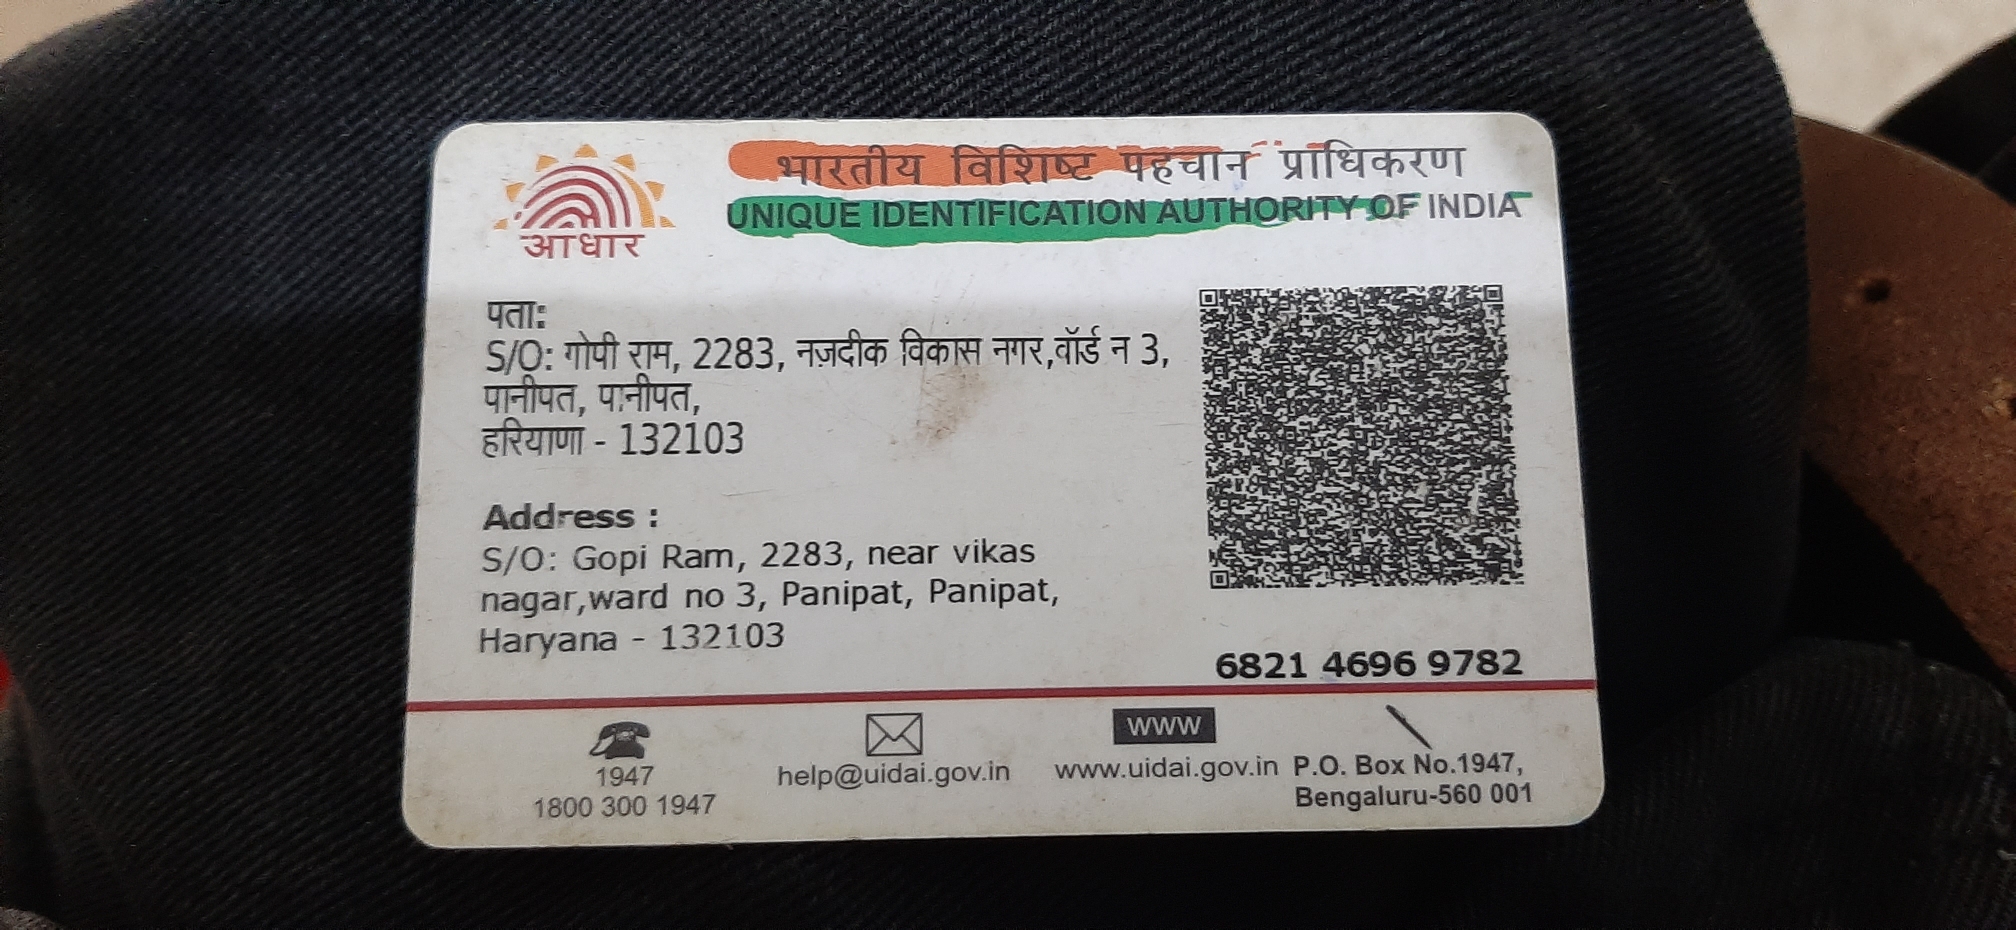 भारतीय विशिष्ट पहचान प्राधिकरण
UNIQUE IDENTIFICATION AUTHORITY OF INDIA
आधार
पता:
S/O: गोपी राम, 2283, नज़दीक विकास नगर,वॉर्ड न 3,
पानीपत, पानीपत,
हरियाणा - 132103
Address :
S/O: Gopi Ram, 2283, near vikas
nagar,ward no 3, Panipat, Panipat,
Haryana - 132103
6821 4696 9782
1947
1800 300 1947
help@uidai.gov.in
WWW
www.uidai.gov.in
P.O. Box No.1947,
Bengaluru-560 001